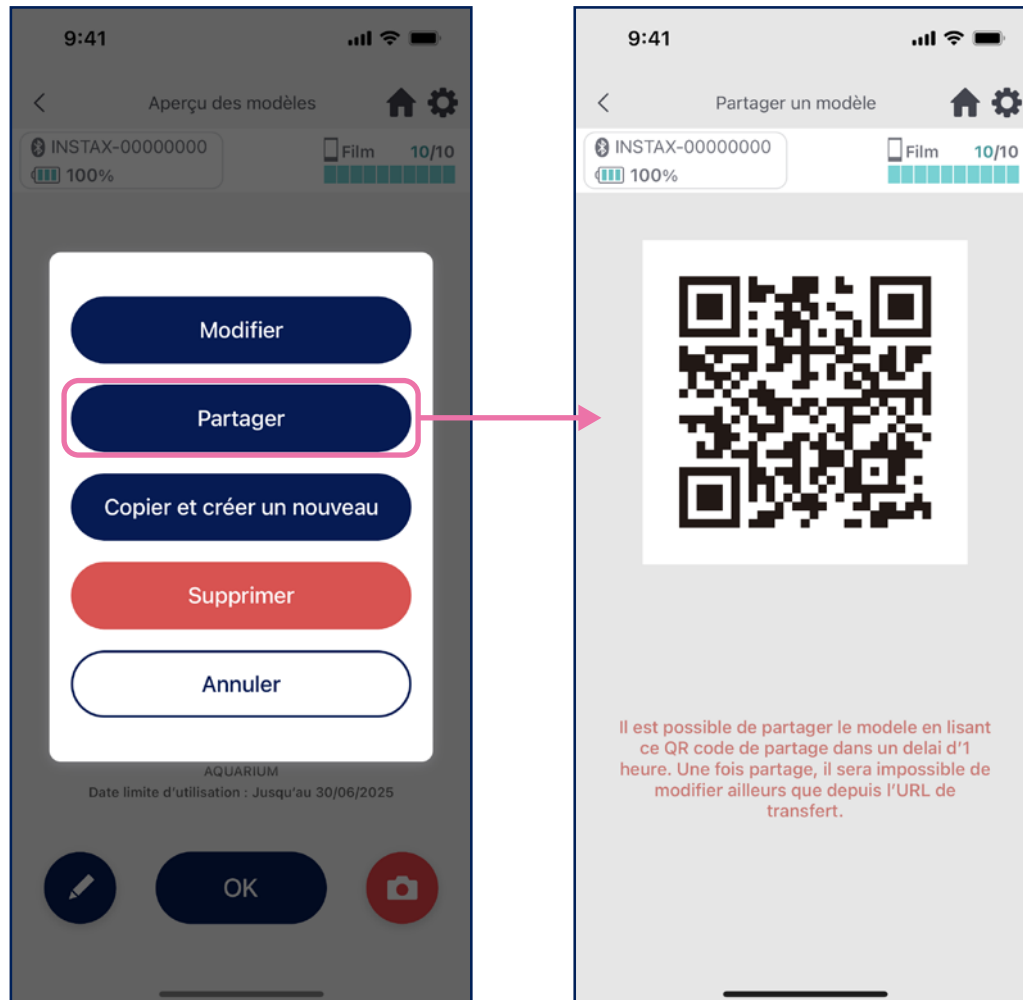 9:41
Aperçu des modèles
INSTAX-00000000
Film 10/10
100%
Modifier
Partager
Copier et créer un nouveau
Supprimer
Annuler
AQUARIUM
Date limite d'utilisation : Jusqu'au 30/06/2025
OK
9:41
Partager un modèle
INSTAX-00000000
Film 10/10
100%
Il est possible de partager le modele en lisant
ce QR code de partage dans un delai d'1
heure. Une fois partage, il sera impossible de
modifier ailleurs que depuis l'URL de
transfert.